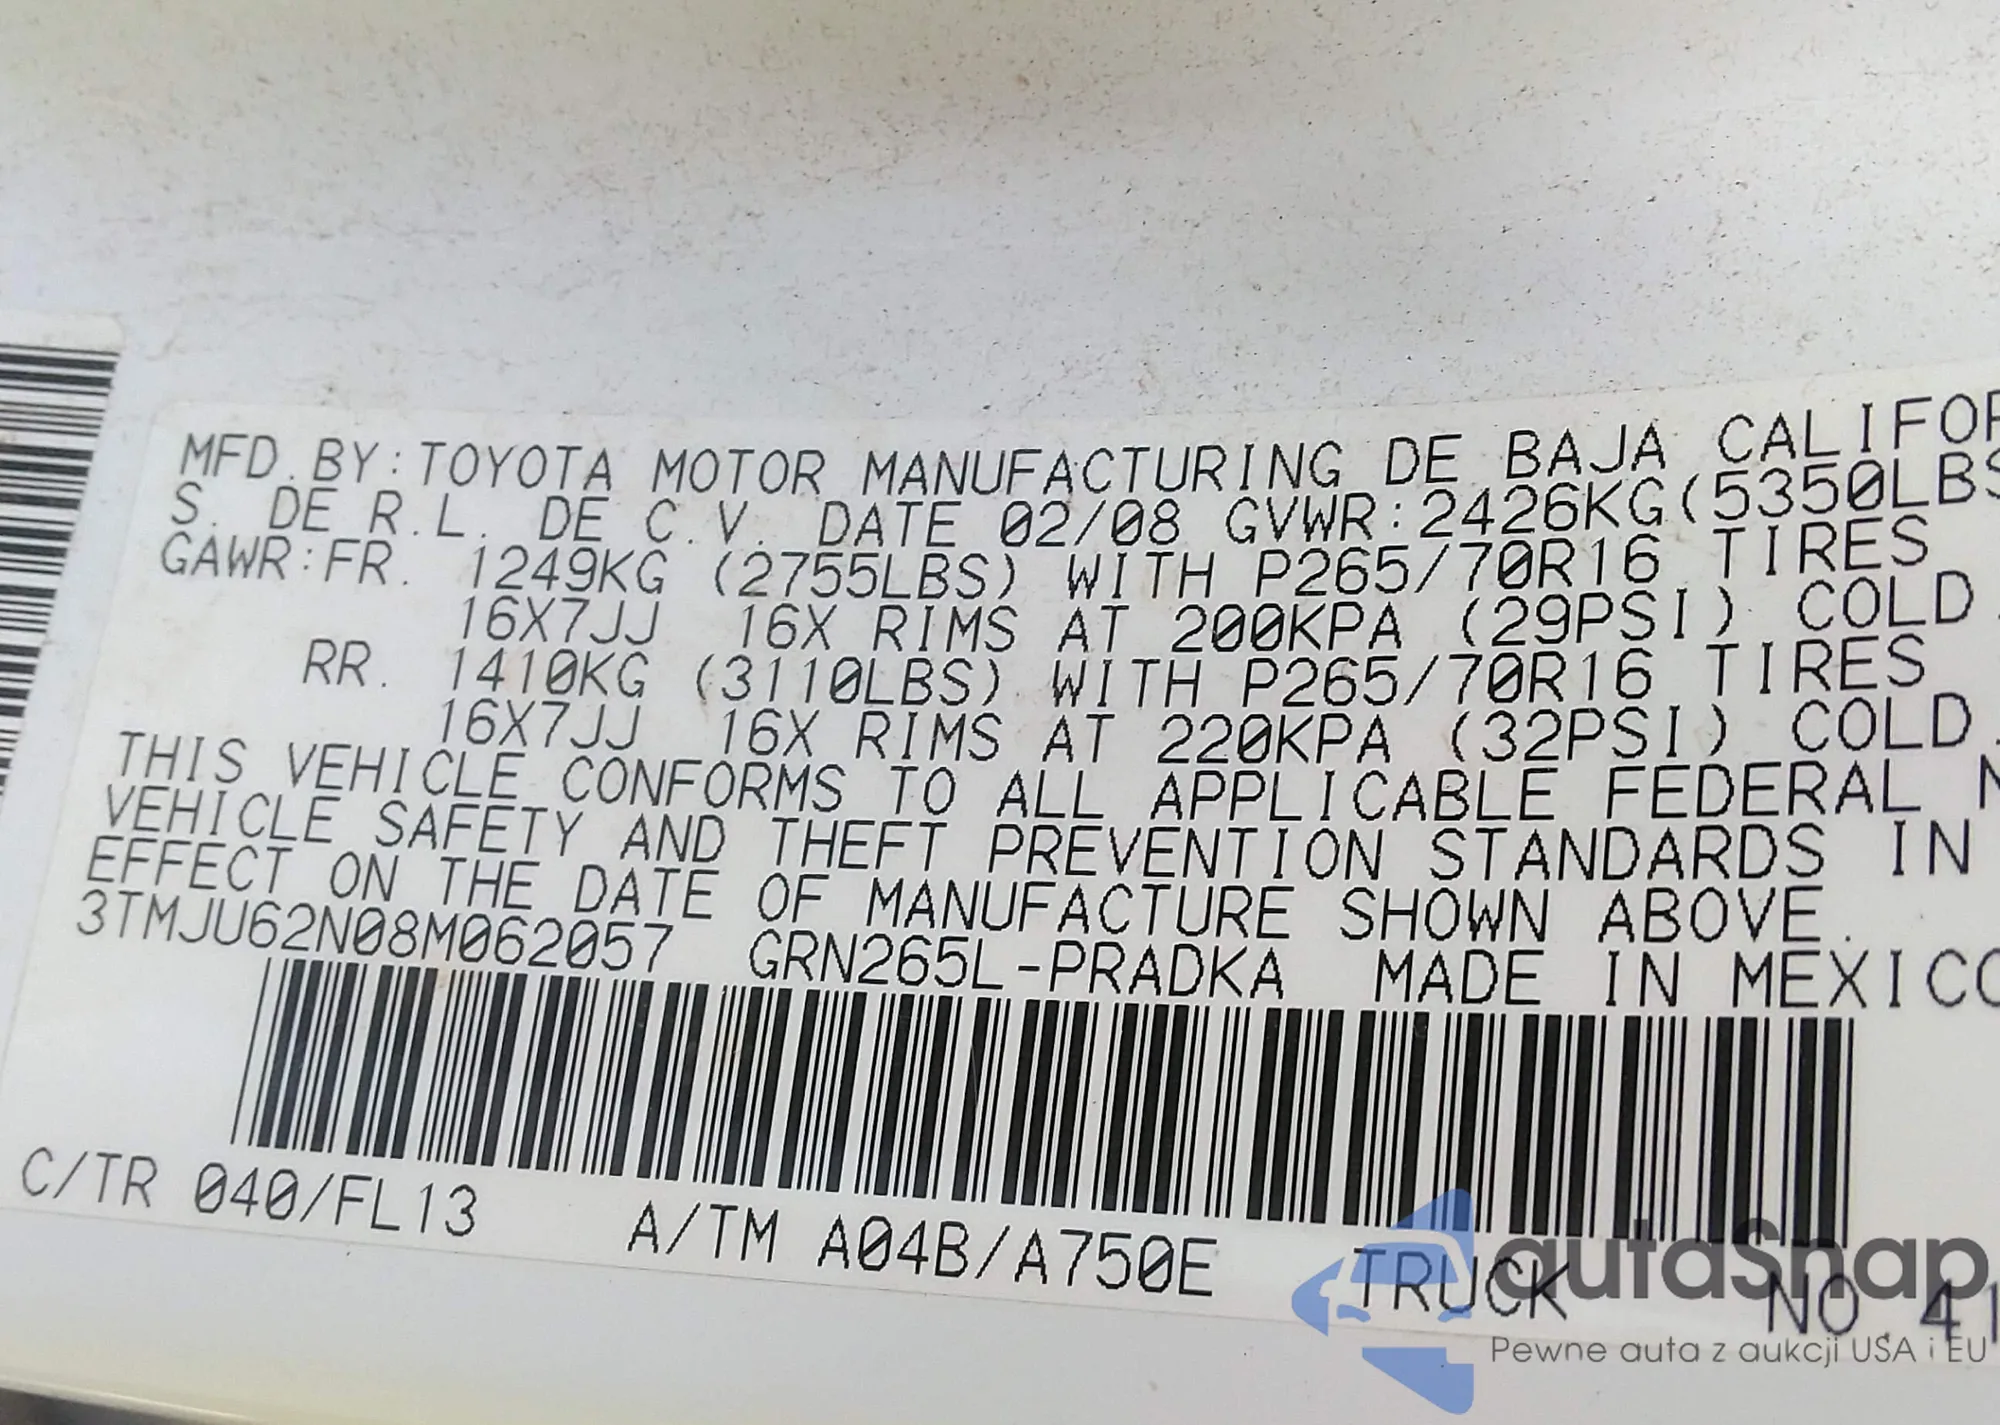 MFD.BY:TOYOTA MOTOR MANUFACTURING DE BAJA CALIFOR
S. DE R.L. DE C.V. DATE 02/08 GVWR:2426KG(5350LBS
GAWR:FR. 1249KG (2755LBS) WITH P265/70R16 TIRES
16X7JJ 16X RIMS AT 200KPA (29PSI) COLD.
RR. 1410KG (3110LBS) WITH P265/70R16 TIRES
16X7JJ 16X RIMS AT 220KPA (32PSI) COLD.
THIS VEHICLE CONFORMS TO ALL APPLICABLE FEDERAL
VEHICLE SAFETY AND THEFT PREVENTION STANDARDS IN
EFFECT ON THE DATE OF MANUFACTURE SHOWN ABOVE.
3TMJU62N08M062057 GRN265L-PRADKA MADE IN MEXICO
C/TR 040/FL13 A/TM A04B/A750E TRUCK NO.41
autaSnap
Pewne auta z aukcji USA i EU